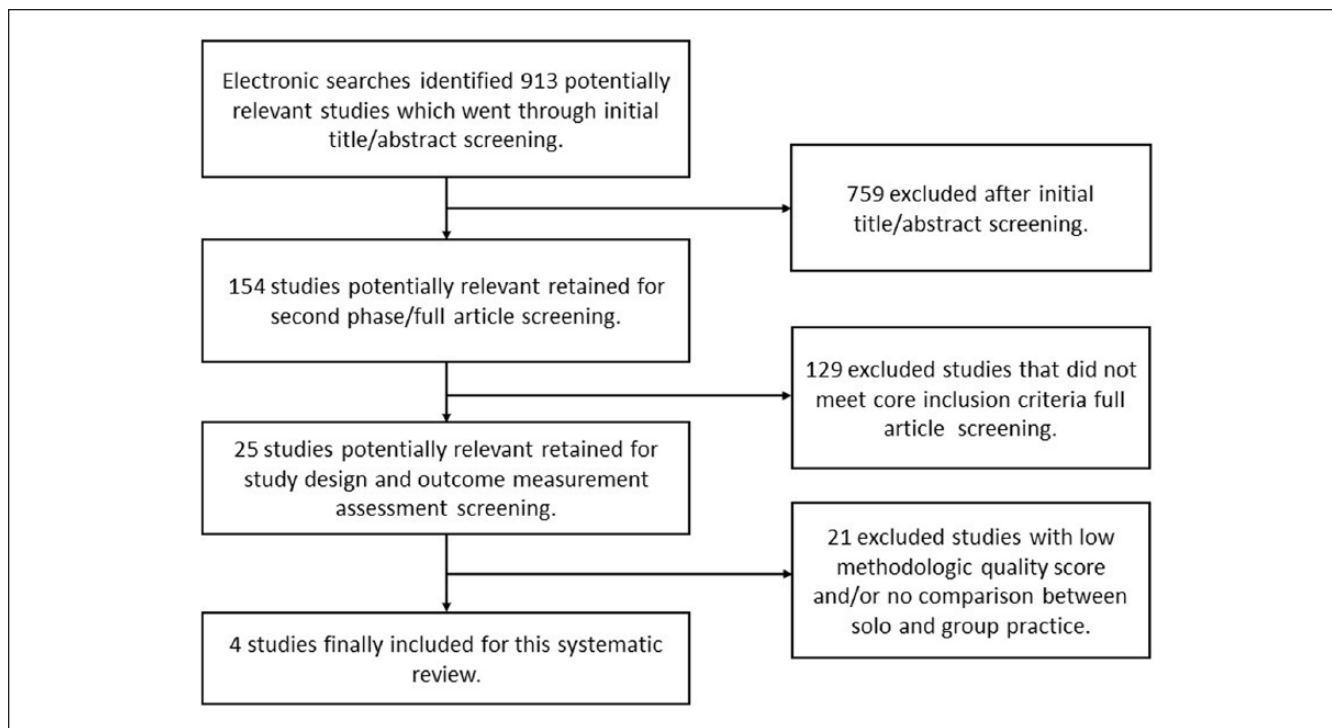 Electronic searches identified 913 potentially
relevant studies which went through initial
title/abstract screening.
759 excluded after initial
title/abstract screening.
154 studies potentially relevant retained for
second phase/full article screening.
129 excluded studies that did not
meet core inclusion criteria full
article screening.
25 studies potentially relevant retained for
study design and outcome measurement
assessment screening.
21 excluded studies with low
methodologic quality score
and/or no comparison between
solo and group practice.
4 studies finally included for this systematic
review.